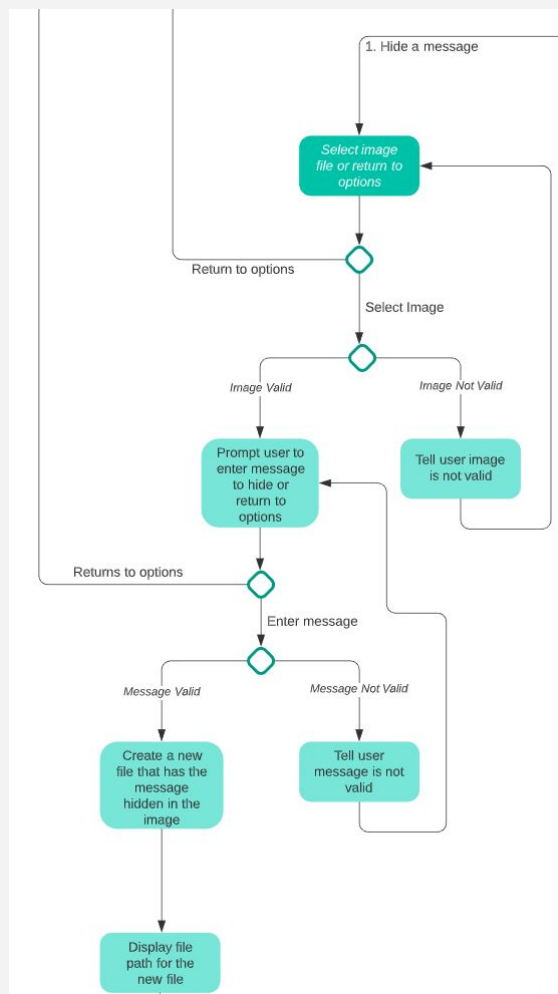 1. Hide a message
Select image
file or return to
options
Return to options
Select Image
Image Valid
Image Not Valid
Prompt user to
enter message
to hide or
return to
options
Tell user image
is not valid
Returns to options
Enter message
Message Valid
Message Not Valid
Create a new
file that has the
message
hidden in the
image
Tell user
message is not
valid
Display file
path for the
new file